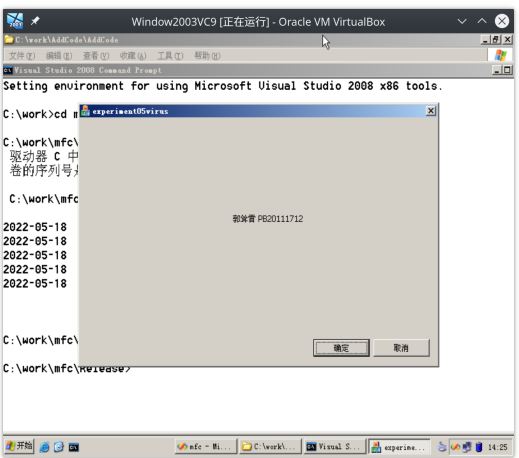 Window2003VC9 [正在运行] - Oracle VM VirtualBox
C:\work\AddCode\AddCode
文件(F) 编辑(E) 查看(V) 收藏(A) 工具(T) 帮助(H)
Visual Studio 2008 Command Prompt
Setting environment for using Microsoft Visual Studio 2008 x86 tools.
C:\work>cd m
experiment05virus
C:\work\mfc\
驱动器 C 中
卷的序列号
C:\work\mfc
PB20111712
2022-05-18
2022-05-18
2022-05-18
2022-05-18
2022-05-18
C:\work\mfc\
确定 取消
C:\work\mfc\Release>
开始 mfc - Mi... C:\work\... Visual S... experime... 14:25